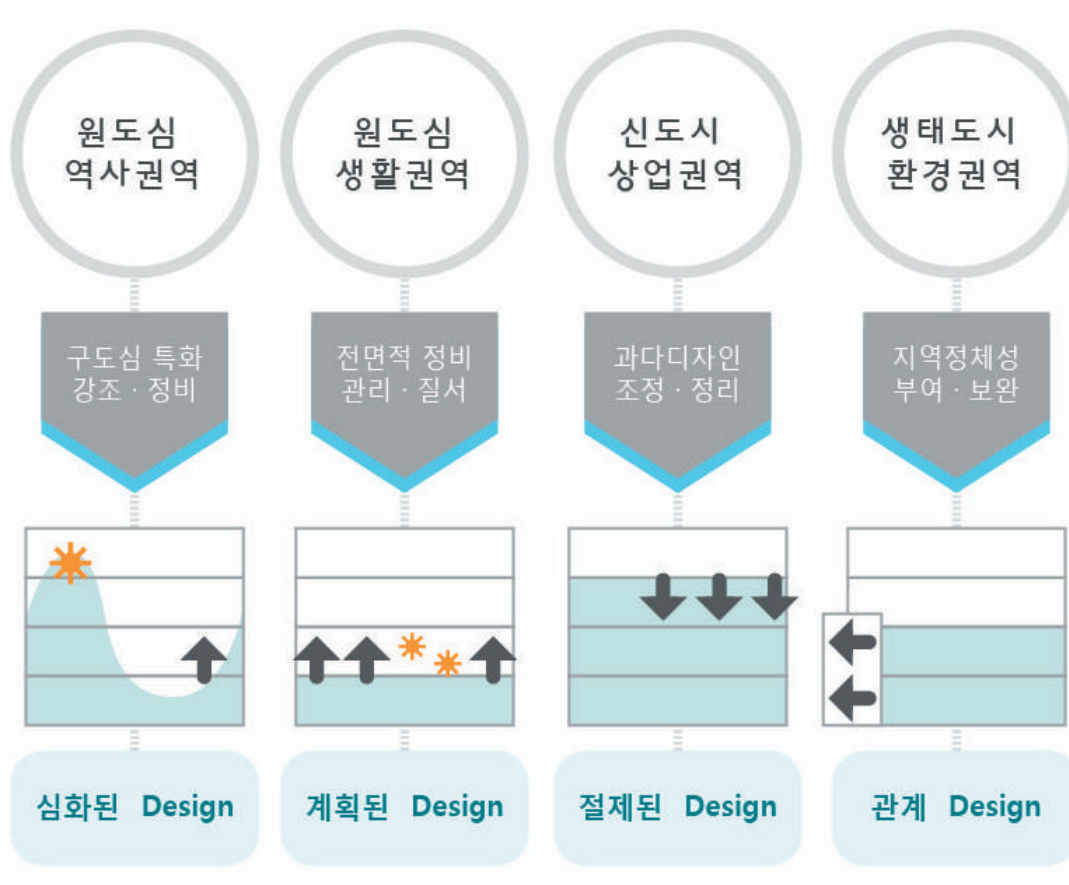 원도심
역사권역
원도심
생활권역
신도시
상업권역
생태도시
환경권역
구도심 특화
강조 · 정비
전면적 정비
관리 · 질서
과다디자인
조정 · 정리
지역정체성
부여 · 보완
심화된 Design
계획된 Design
절제된 Design
관계 Design